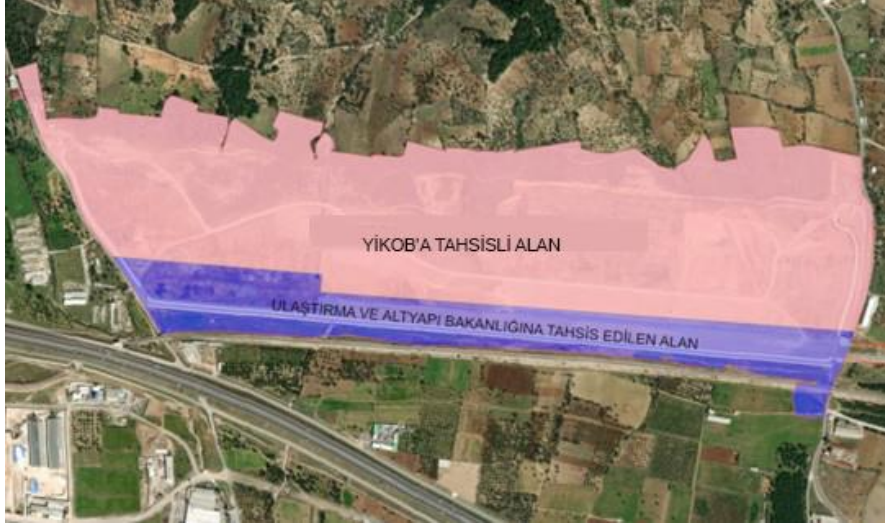 YİKOB'A TAHSİSLİ ALAN
ULAŞTIRMA VE ALTYAPI BAKANLIĞINA TAHSİS EDİLEN ALAN